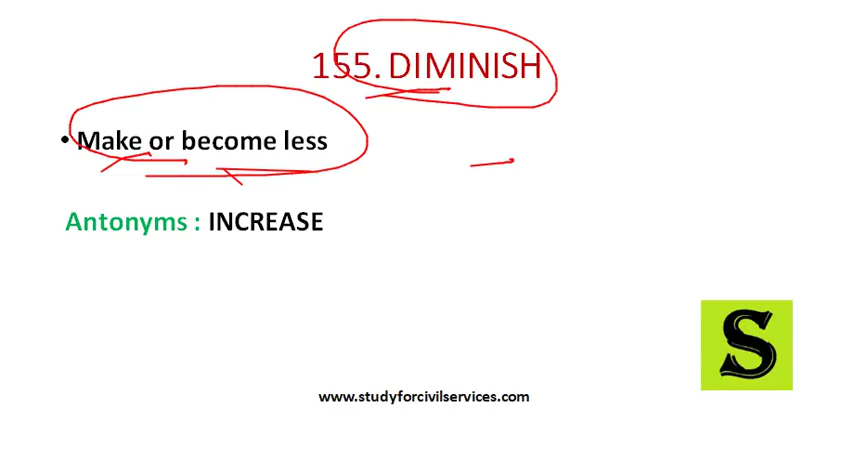 155. DIMINISH
• Make or become less
Antonyms : INCREASE
S
www.studyforcivilservices.com